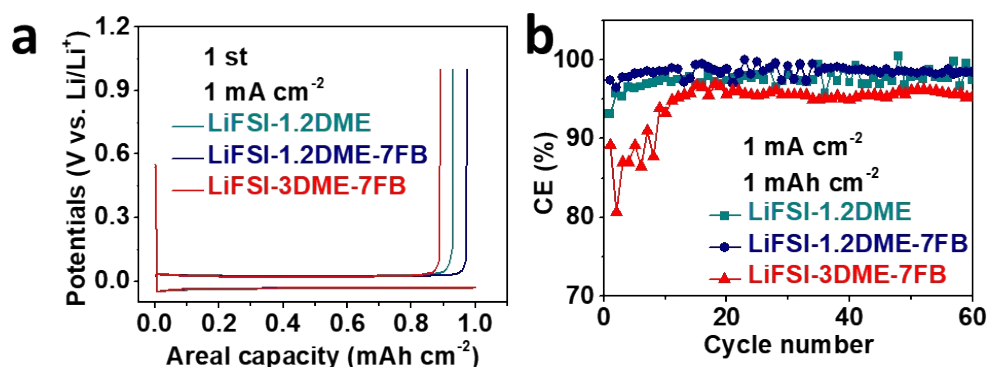 a
1.2
0.9
0.6
0.3
0.0
Potentials (V vs. Li/Li⁺)
1 st
1 mA cm⁻²
LiFSI-1.2DME
LiFSI-1.2DME-7FB
LiFSI-3DME-7FB
0.0 0.2 0.4 0.6 0.8 1.0
Areal capacity (mAh cm⁻²)
b
100
90
80
70
CE (%)
1 mA cm⁻²
1 mAh cm⁻²
LiFSI-1.2DME
LiFSI-1.2DME-7FB
LiFSI-3DME-7FB
0 20 40 60
Cycle number